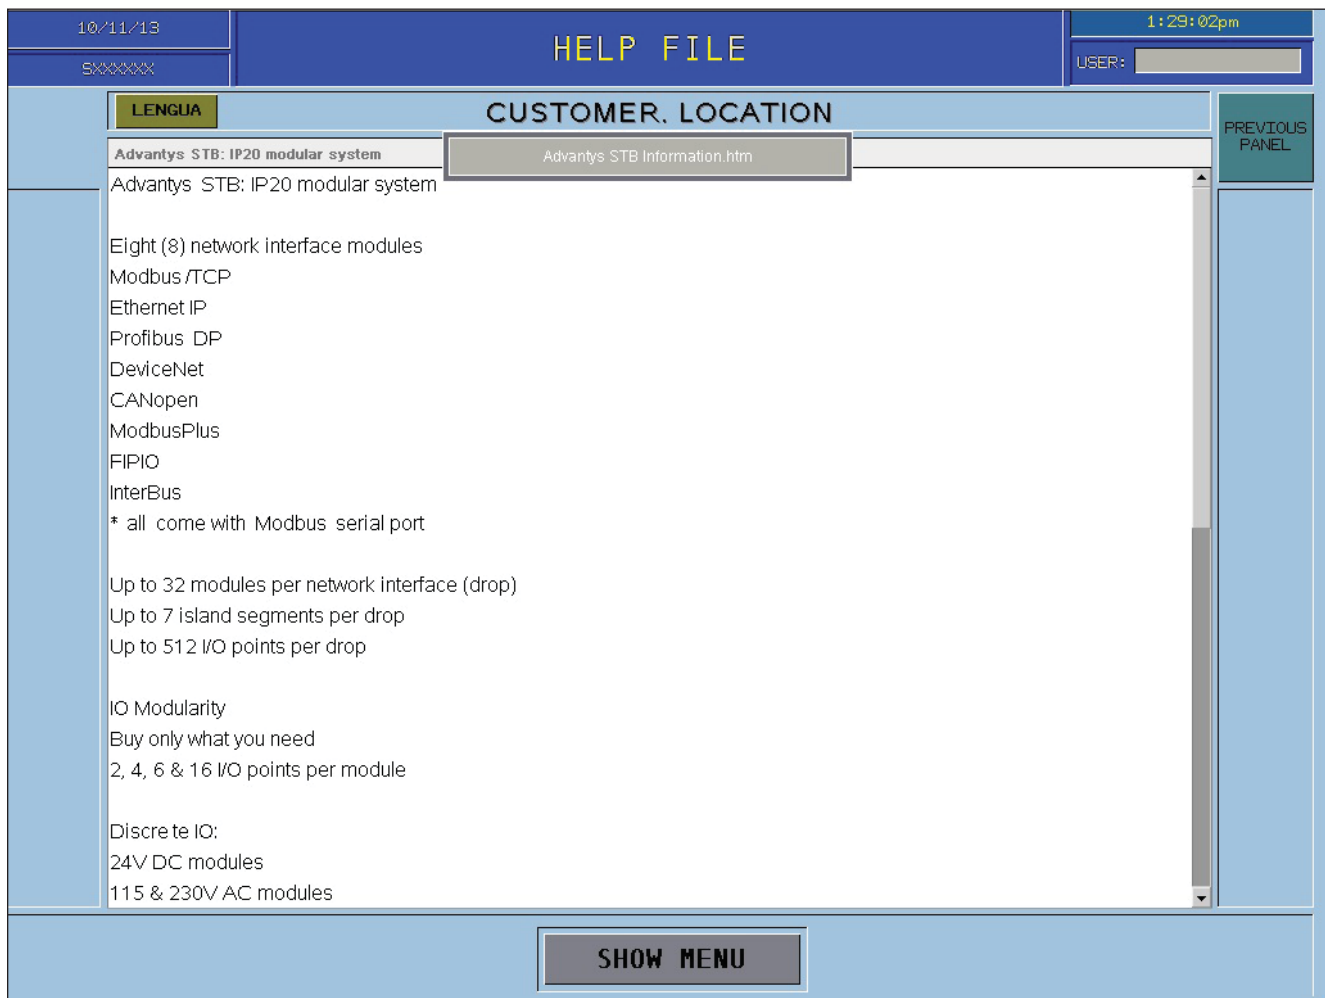 10/11/13
HELP FILE
1:29:02pm
SXXXXXX
USER:
LENGUA
CUSTOMER. LOCATION
PREVIOUS
PANEL
Advantys STB: IP20 modular system
Advantys STB Information.htm
Advantys STB: IP20 modular system
Eight (8) network interface modules
Modbus/TCP
Ethernet IP
Profibus DP
DeviceNet
CANopen
ModbusPlus
FIPIO
InterBus
* all come with Modbus serial port
Up to 32 modules per network interface (drop)
Up to 7 island segments per drop
Up to 512 I/O points per drop
IO Modularity
Buy only what you need
2, 4, 6 & 16 I/O points per module
Discrete IO:
24V DC modules
115 & 230V AC modules
SHOW MENU